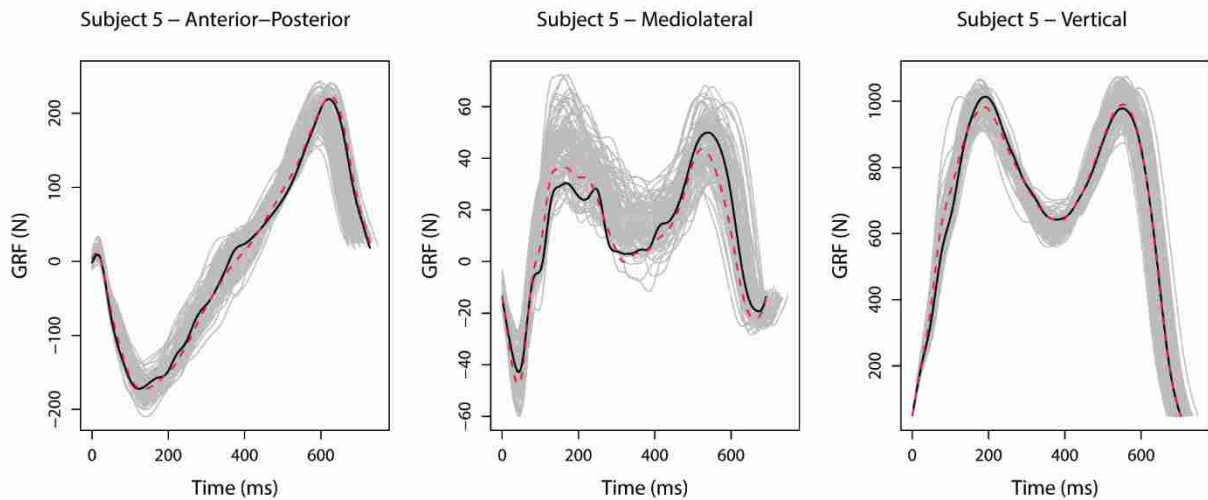 Subject 5 – Anterior–Posterior
GRF (N)
200
100
0
−100
−200
0 200 400 600
Time (ms)
Subject 5 – Mediolateral
GRF (N)
60
40
20
0
−20
−40
−60
0 200 400 600
Time (ms)
Subject 5 – Vertical
GRF (N)
1000
800
600
400
200
0 200 400 600
Time (ms)